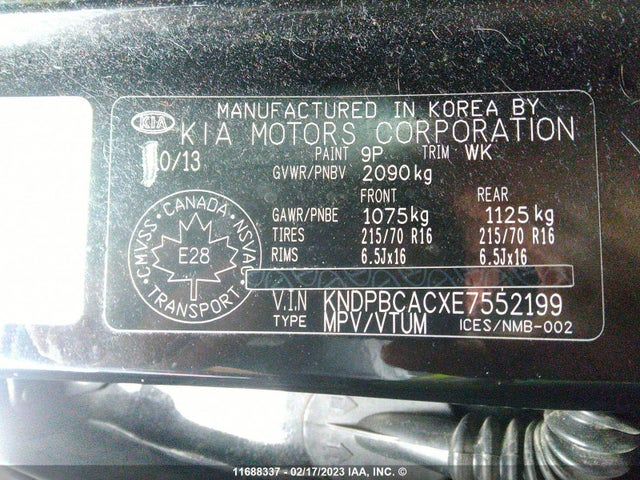 MANUFACTURED IN KOREA BY
KIA KIA MOTORS CORPORATION
10/13 PAINT 9P TRIM WK
GVWR/PNBV 2090kg
FRONT REAR
GAWR/PNBE 1075kg 1125kg
TIRES 215/70 R16 215/70 R16
RIMS 6.5Jx16 6.5Jx16
CANADA
CMVSS NSVAC
E28
TRANSPORT
V.I.N KNDPBCACXE7552199
TYPE MPV/VTUM ICES/NMB-002
11688337 - 02/17/2023 IAA, INC. ©